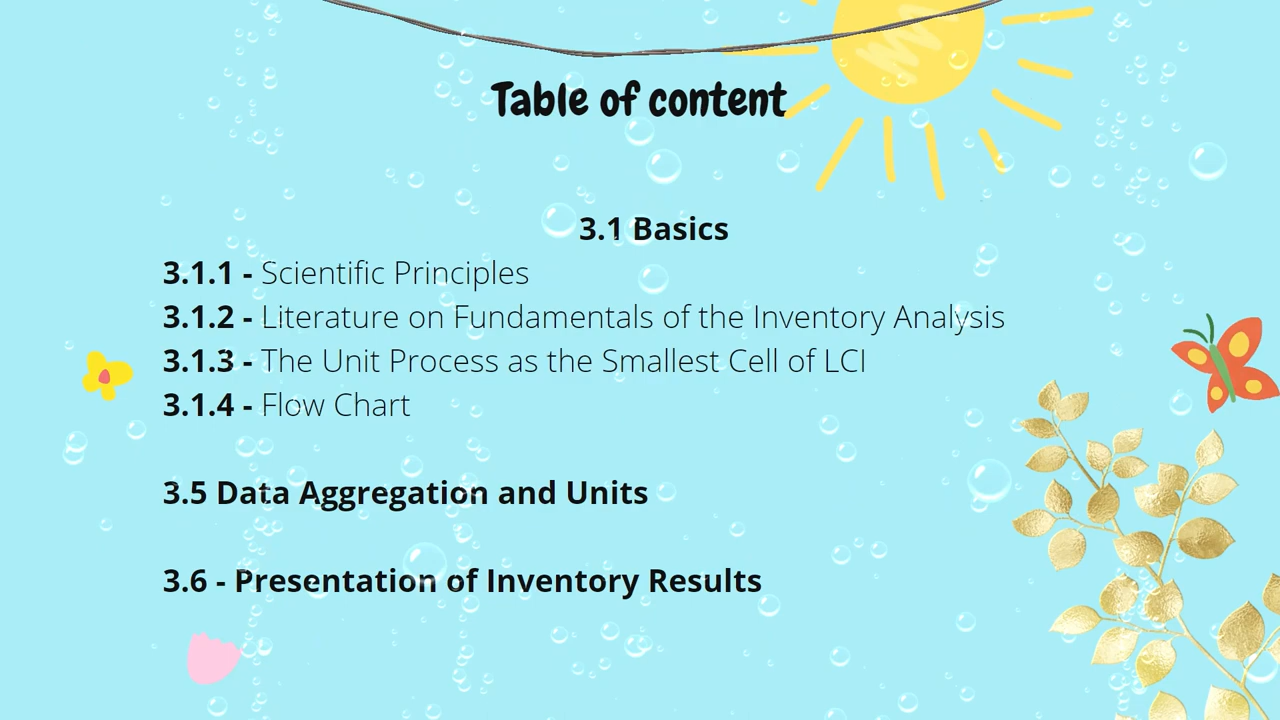 Table of content
3.1 Basics
3.1.1 - Scientific Principles
3.1.2 - Literature on Fundamentals of the Inventory Analysis
3.1.3 - The Unit Process as the Smallest Cell of LCI
3.1.4 - Flow Chart
3.5 Data Aggregation and Units
3.6 - Presentation of Inventory Results